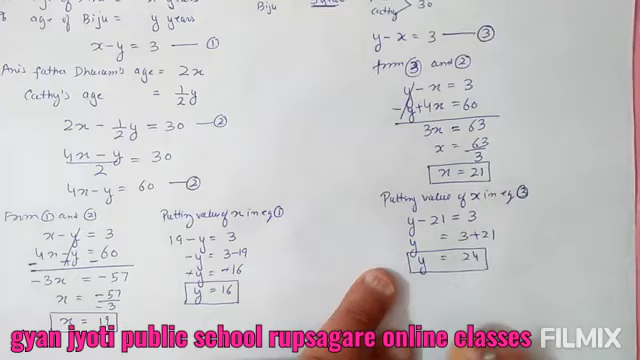 age of Biju = y years
x-y = 3 — ①
Ani's father Dharam's age = 2x
Cathy's age = 1/2 y
2x - 1/2 y = 30 — ②
4x-y / 2 = 30
4x-y = 60 — ②
From ① and ②
x-y = 3
4x-y = 60
- + -
-3x = -57
x = -57/-3
x = 19
Putting value of x in eq ①
19-y = 3
-y = 3-19
+y = +16
y = 16
Biju
Cathy > 30
y-x = 3 — ③
from ③ and ②
y-x = 3
-y+4x = 60
3x = 63
x = 63/3
x = 21
Putting value of x in eq ③
y-21 = 3
y = 3+21
y = 24
gyan jyoti public school rupsagare online classes
FILMIX